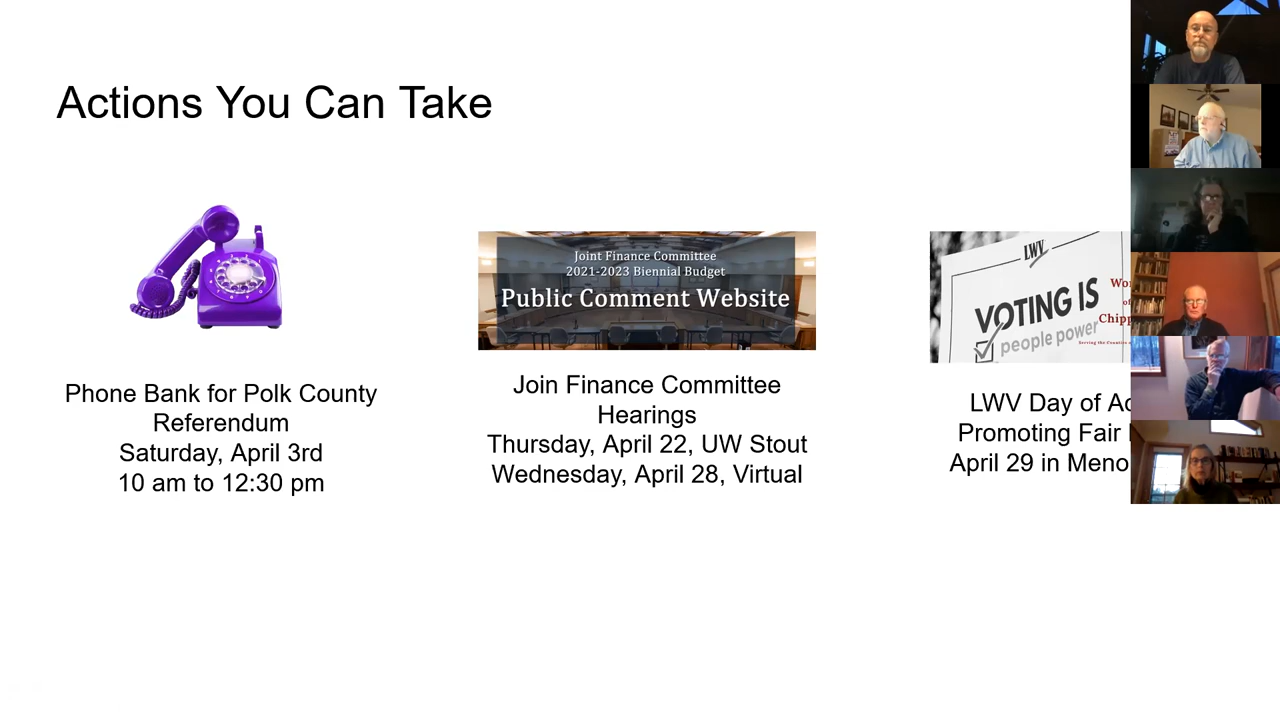 Actions You Can Take
Phone Bank for Polk County
Referendum
Saturday, April 3rd
10 am to 12:30 pm
Joint Finance Committee
2021-2023 Biennial Budget
Public Comment Website
Join Finance Committee
Hearings
Thursday, April 22, UW Stout
Wednesday, April 28, Virtual
LWV
VOTING IS
people power
of
LWV Day of
Promoting Fair
April 29 in